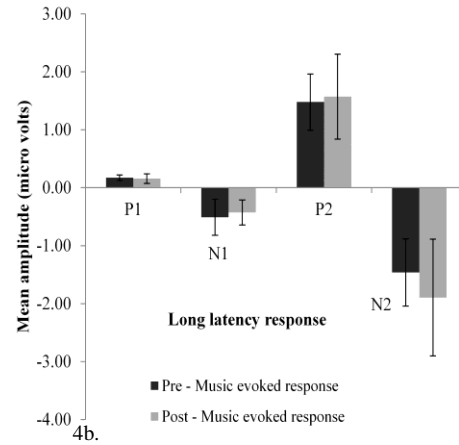 Mean amplitude (micro volts)
3.00
2.00
1.00
0.00
-1.00
-2.00
-3.00
-4.00
P1
N1
P2
N2
Long latency response
Pre - Music evoked response
Post - Music evoked response
4b.